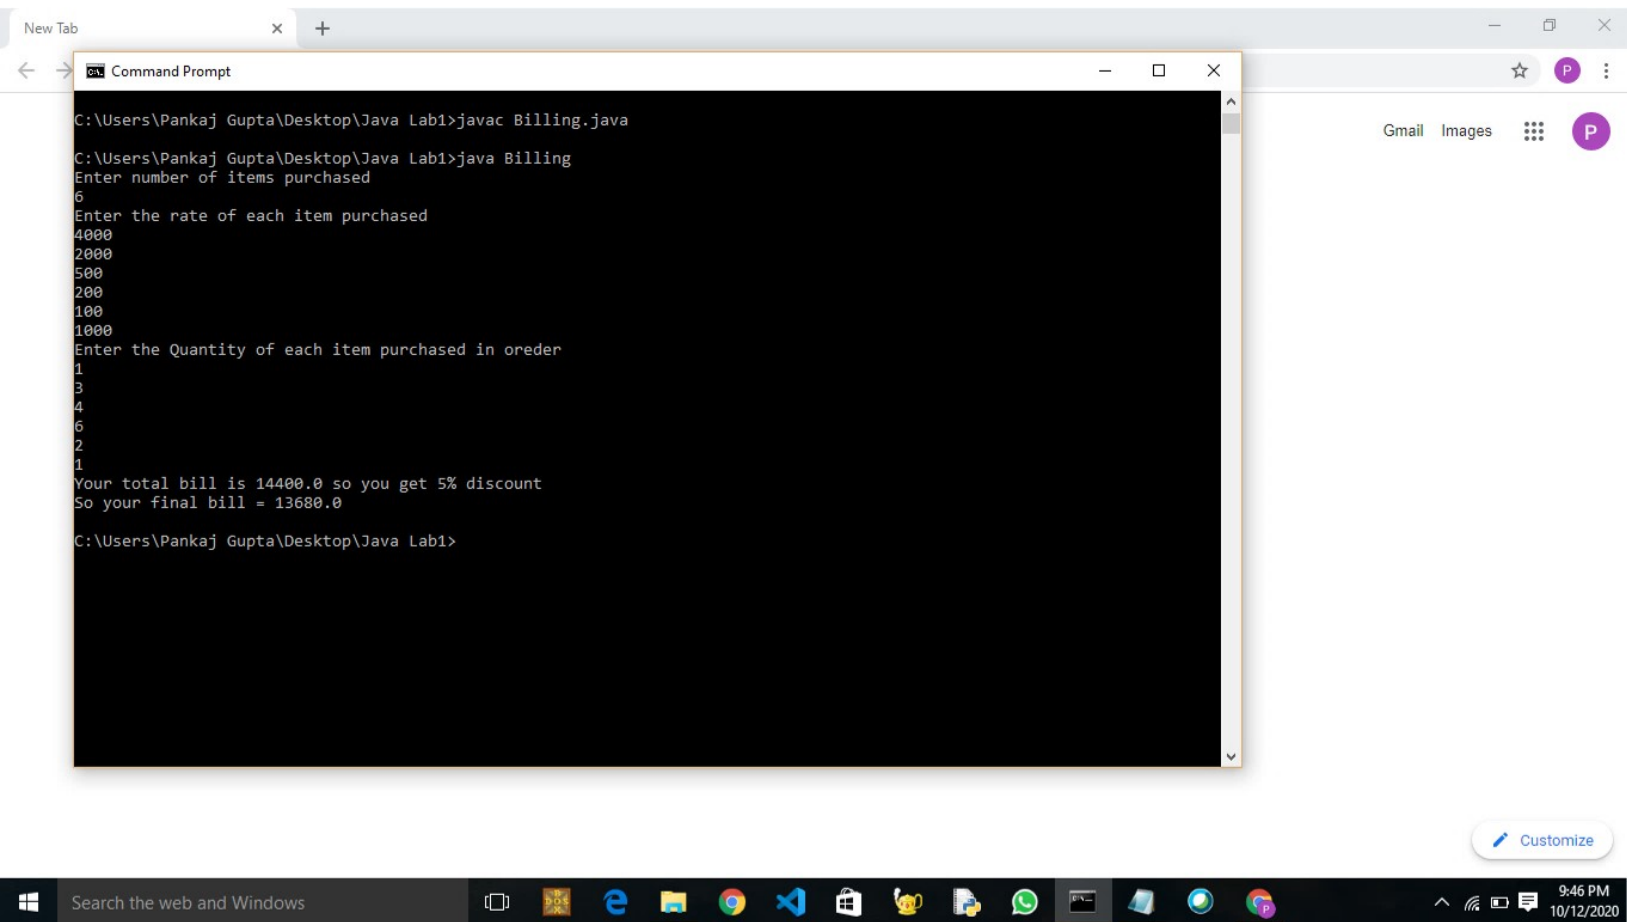 New Tab
Command Prompt
C:\Users\Pankaj Gupta\Desktop\Java Lab1>javac Billing.java
C:\Users\Pankaj Gupta\Desktop\Java Lab1>java Billing
Enter number of items purchased
6
Enter the rate of each item purchased
4000
2000
500
200
100
1000
Enter the Quantity of each item purchased in oreder
1
3
4
6
2
1
Your total bill is 14400.0 so you get 5% discount
So your final bill = 13680.0
C:\Users\Pankaj Gupta\Desktop\Java Lab1>
P
Gmail Images P
Customize
Search the web and Windows
9:46 PM
10/12/2020